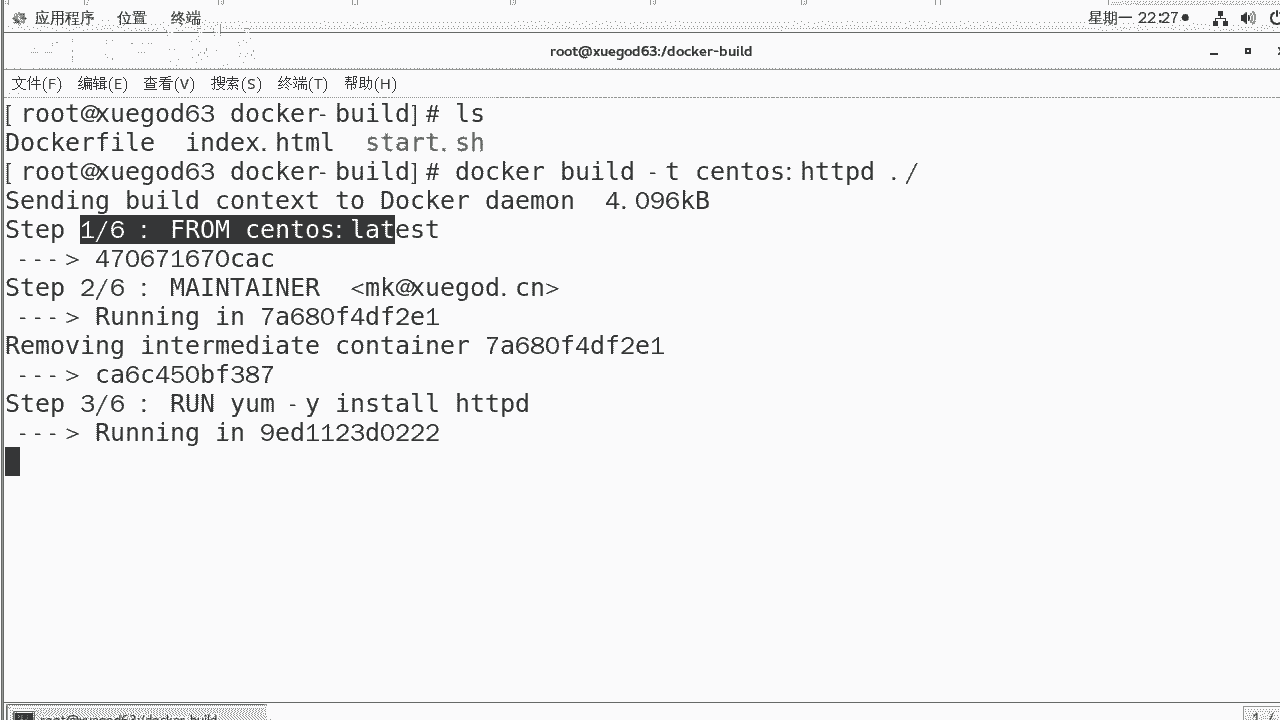 应用程序 位置 终端 星期一 22:27
root@xuegod63:/docker-build
文件(F) 编辑(E) 查看(V) 搜索(S) 终端(T) 帮助(H)
[root@xuegod63 docker-build]# ls
Dockerfile index.html start.sh
[root@xuegod63 docker-build]# docker build -t centos:httpd ./
Sending build context to Docker daemon 4.096kB
Step 1/6 : FROM centos:latest
---> 470671670cac
Step 2/6 : MAINTAINER <mk@xuegod.cn>
---> Running in 7a680f4df2e1
Removing intermediate container 7a680f4df2e1
---> ca6c450bf387
Step 3/6 : RUN yum -y install httpd
---> Running in 9ed1123d0222
root@xuegod63:/docker-build